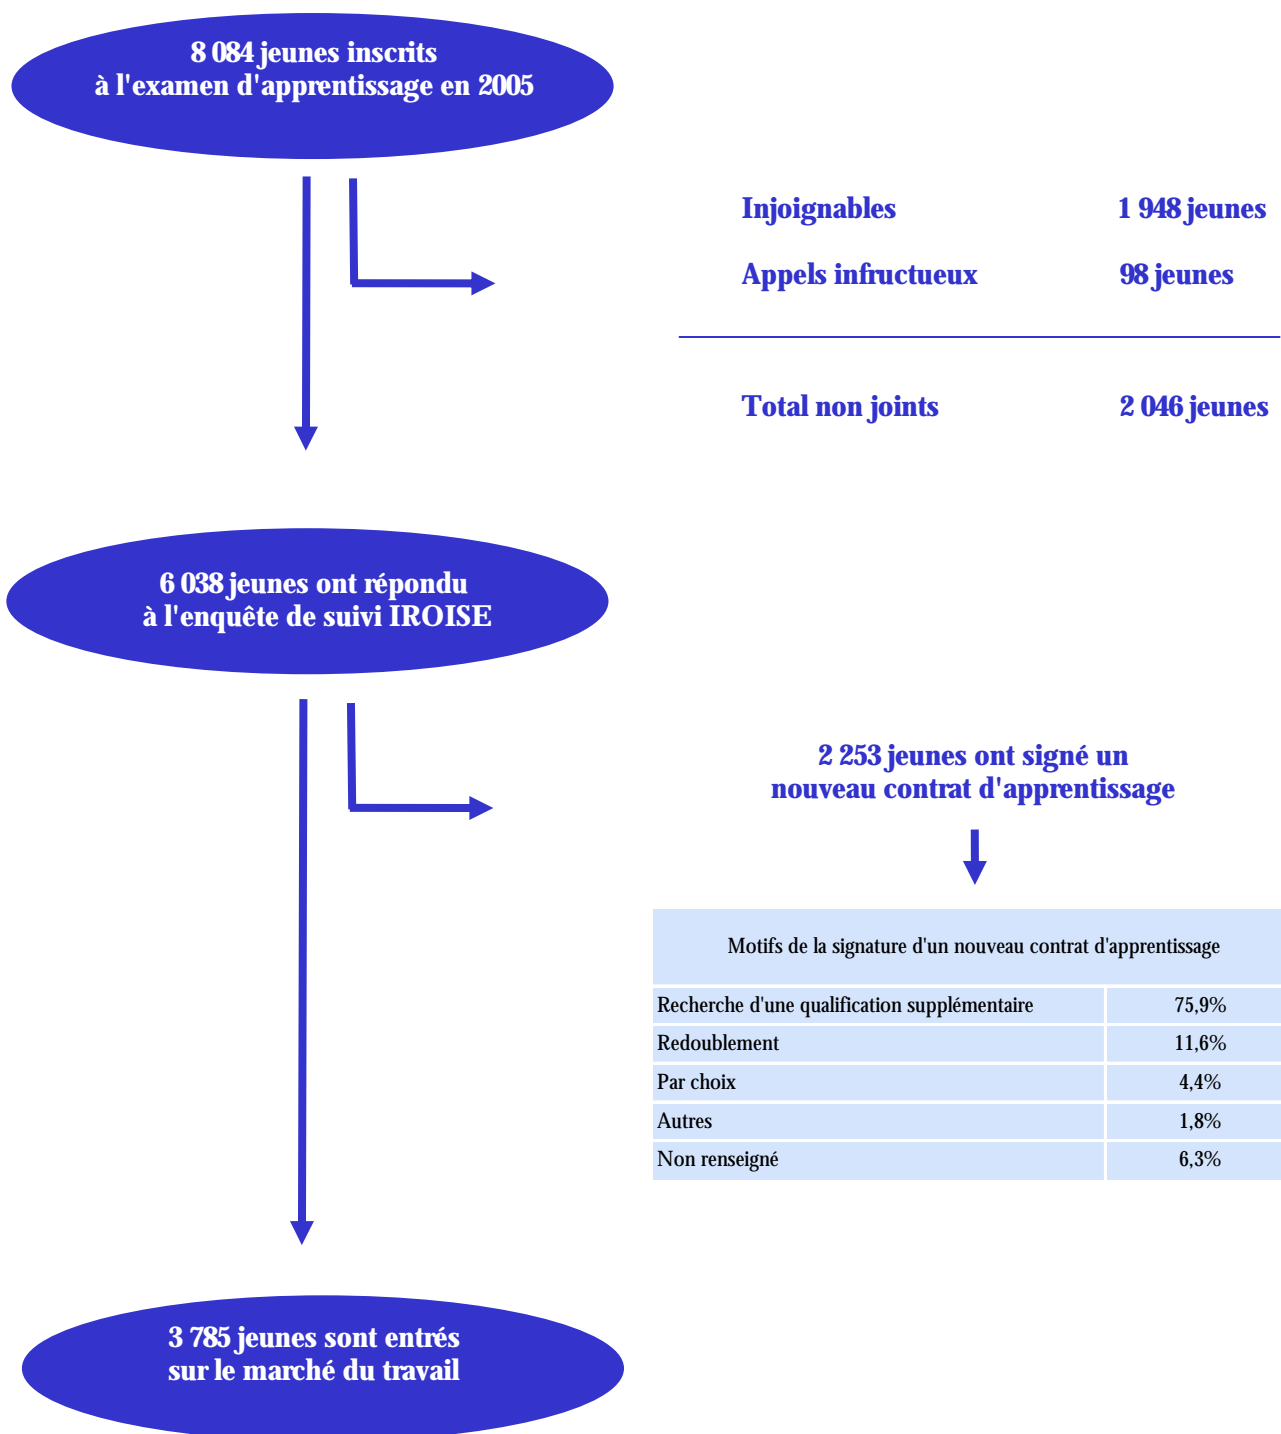 8 084 jeunes inscrits
à l'examen d'apprentissage en 2005
Injoignables 1 948 jeunes
Appels infructueux 98 jeunes
Total non joints 2 046 jeunes
6 038 jeunes ont répondu
à l'enquête de suivi IROISE
2 253 jeunes ont signé un
nouveau contrat d'apprentissage
Motifs de la signature d'un nouveau contrat d'apprentissage
Recherche d'une qualification supplémentaire 75,9%
Redoublement 11,6%
Par choix 4,4%
Autres 1,8%
Non renseigné 6,3%
3 785 jeunes sont entrés
sur le marché du travail